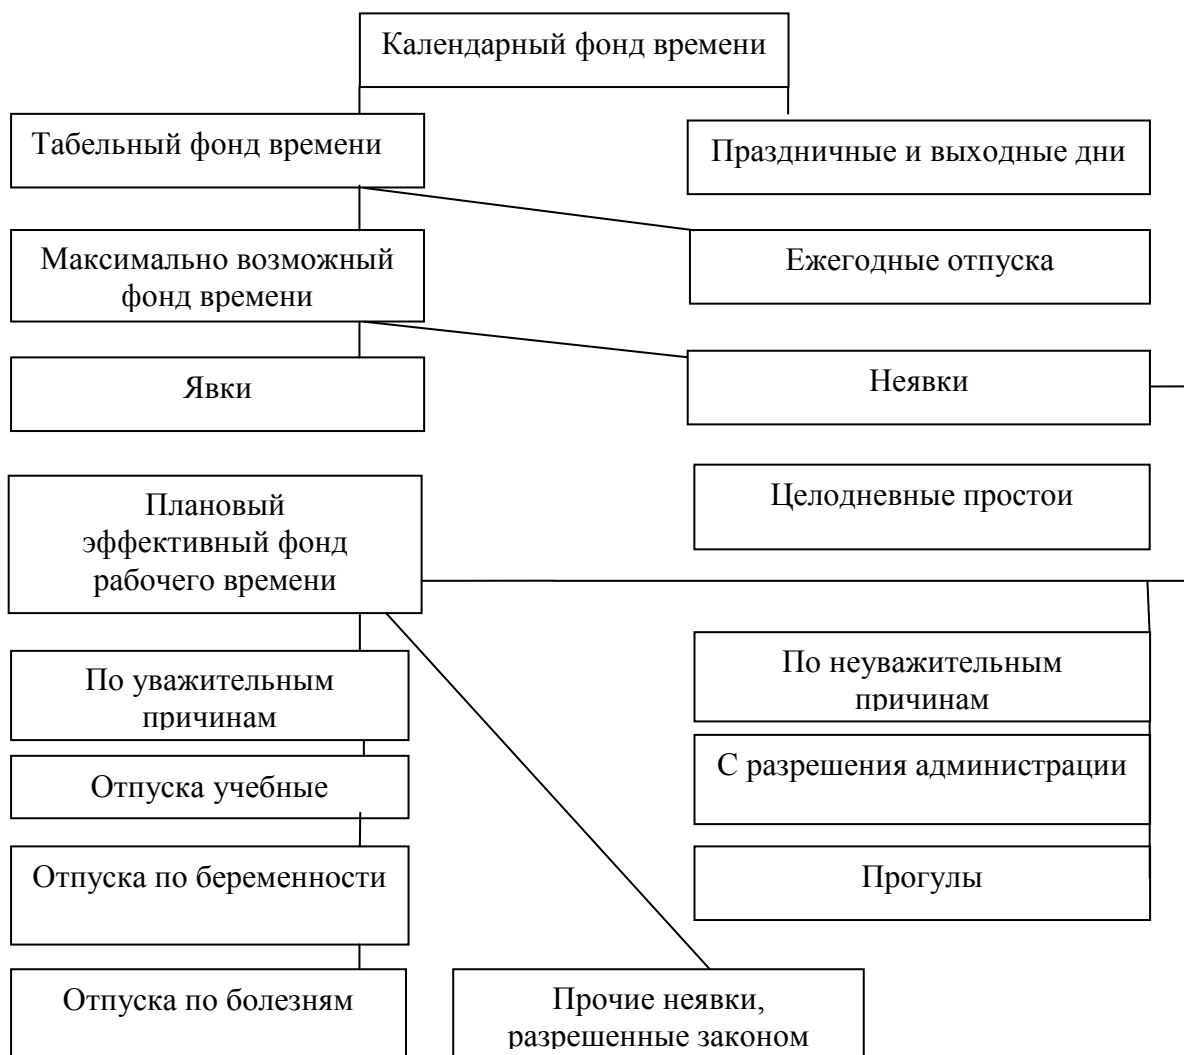 Календарный фонд времени
Табельный фонд времени
Праздничные и выходные дни
Максимально возможный
фонд времени
Ежегодные отпуска
Явки
Неявки
Целодневные простои
Плановый
эффективный фонд
рабочего времени
По уважительным
причинам
По неуважительным
причинам
С разрешения администрации
Отпуска учебные
Отпуска по беременности
Прогулы
Отпуска по болезням
Прочие неявки,
разрешенные законом